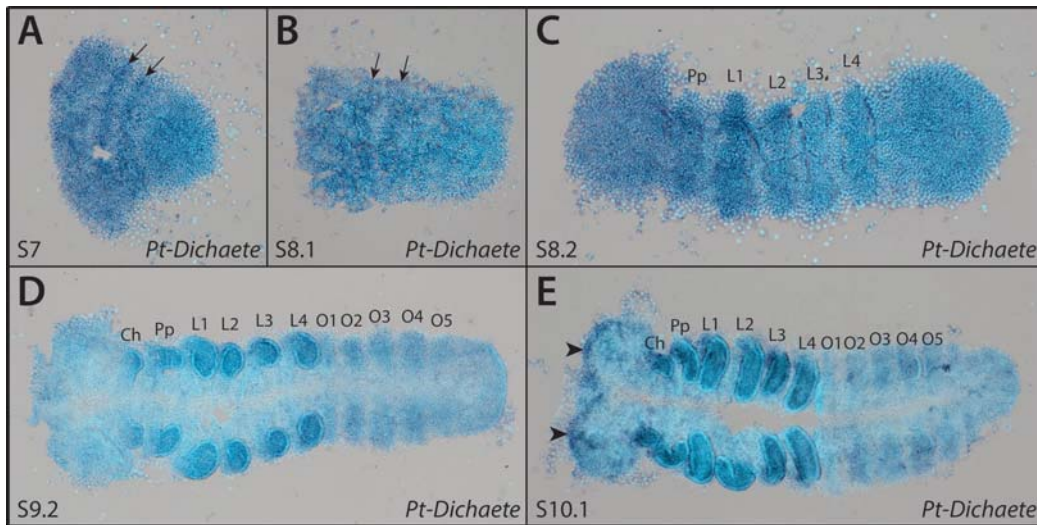 A
S7
Pt-Dichaete
B
S8.1
Pt-Dichaete
C
Pp L1 L2 L3 L4
S8.2
Pt-Dichaete
D
Ch Pp L1 L2 L3 L4 O1 O2 O3 O4 O5
S9.2
Pt-Dichaete
E
Ch Pp L1 L2 L3 L4 O1 O2 O3 O4 O5
S10.1
Pt-Dichaete